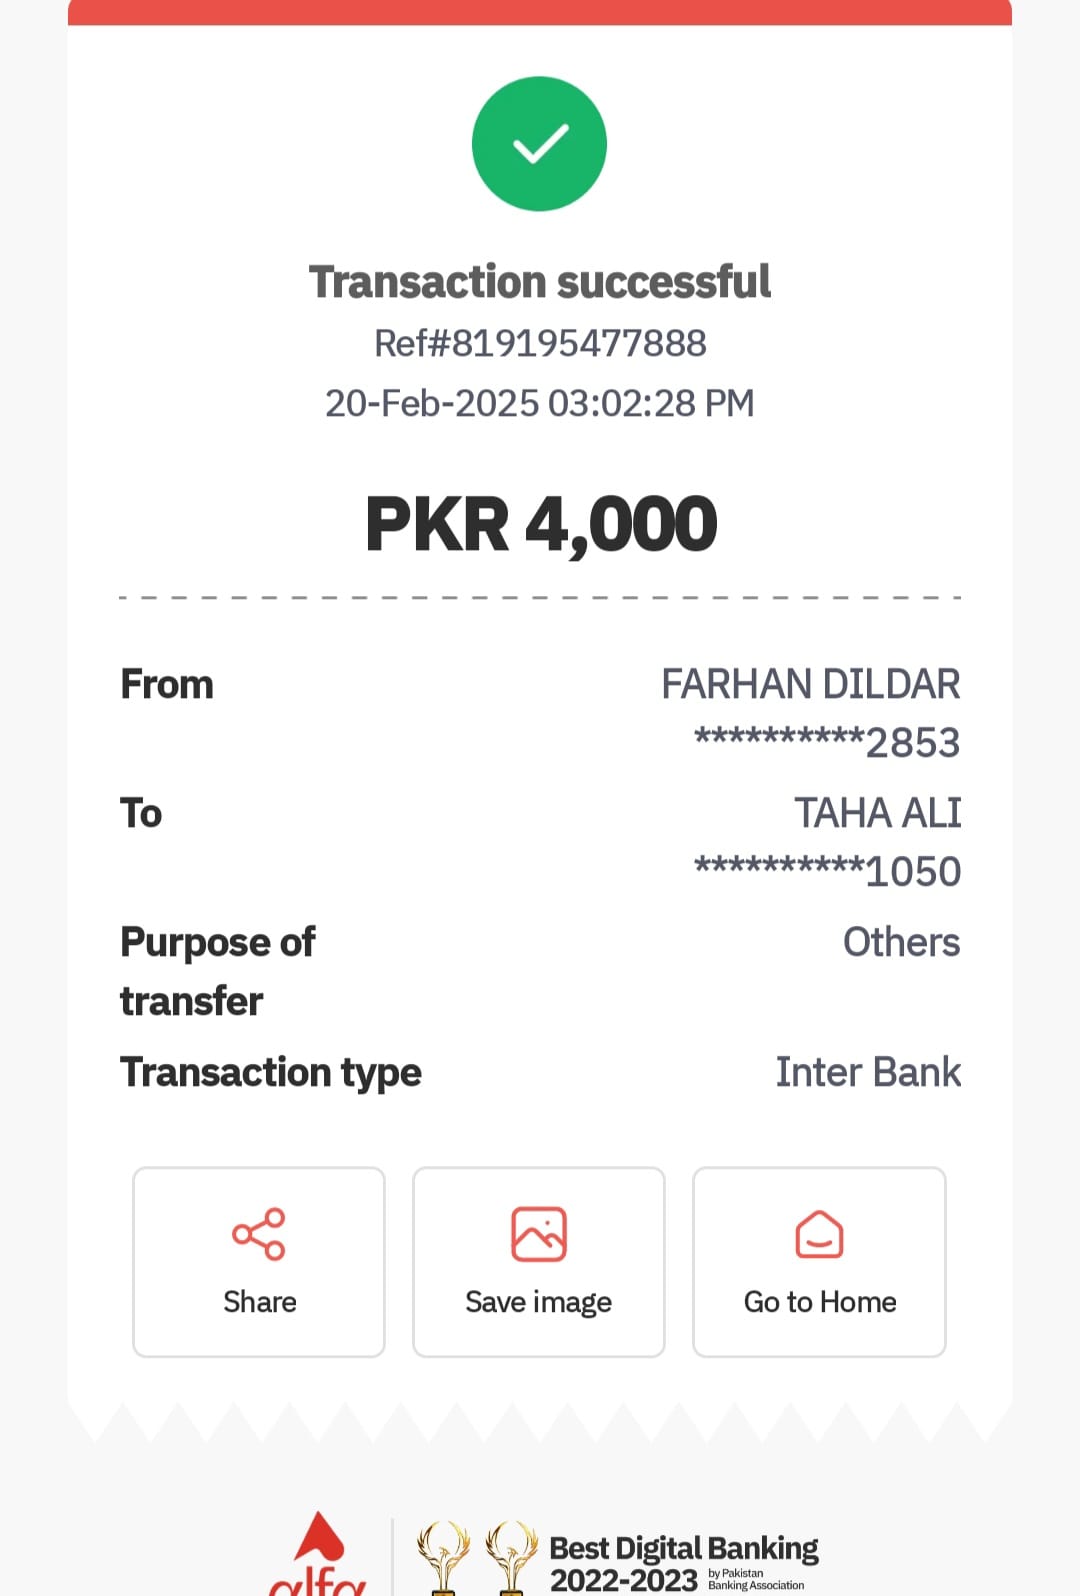 Transaction successful
Ref#819195477888
20-Feb-2025 03:02:28 PM
PKR 4,000
From
FARHAN DILDAR
**********2853
To
TAHA ALI
**********1050
Purpose of
transfer
Others
Transaction type
Inter Bank
Share
Save image
Go to Home
alfa
Best Digital Banking
2022-2023
by Pakistan
Banking Association